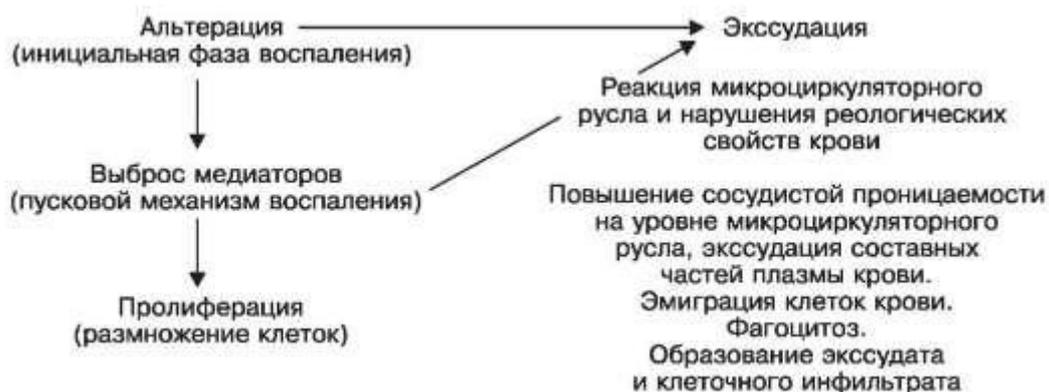 Альтерация
(инициальная фаза воспаления)
Экссудация
Реакция микроциркуляторного
русла и нарушения реологических
свойств крови
Выброс медиаторов
(пусковой механизм воспаления)
Повышение сосудистой проницаемости
на уровне микроциркуляторного
русла, экссудация составных
частей плазмы крови.
Эмиграция клеток крови.
Фагоцитоз.
Образование экссудата
и клеточного инфильтрата
Пролиферация
(размножение клеток)